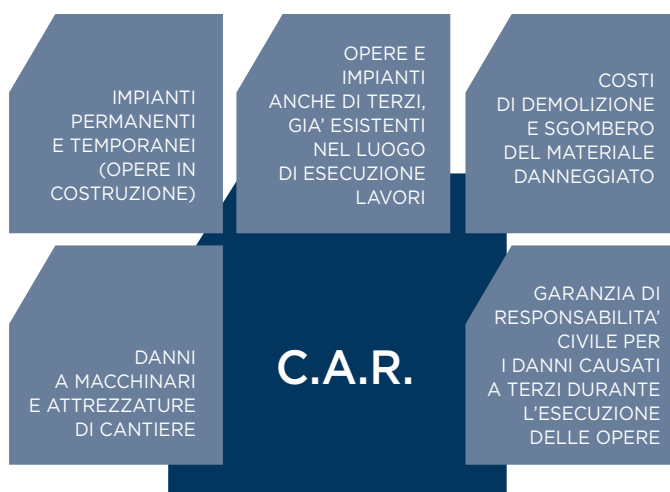 IMPIANTI
PERMANENTI
E TEMPORANEI
(OPERE IN
COSTRUZIONE)
OPERE E
IMPIANTI
ANCHE DI TERZI,
GIA’ ESISTENTI
NEL LUOGO
DI ESECUZIONE
LAVORI
COSTI
DI DEMOLIZIONE
E SGOMBERO
DEL MATERIALE
DANNEGGIATO
DANNI
A MACCHINARI
E ATTREZZATURE
DI CANTIERE
C.A.R.
GARANZIA DI
RESPONSABILITA’
CIVILE PER
I DANNI CAUSATI
A TERZI DURANTE
L’ESECUZIONE
DELLE OPERE